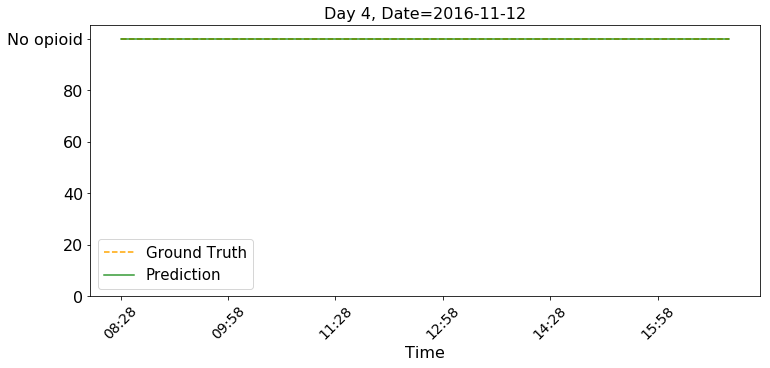 Day 4, Date=2016-11-12
No opioid
80
60
40
20
0
Ground Truth
Prediction
08:28 09:58 11:28 12:58 14:28 15:58
Time